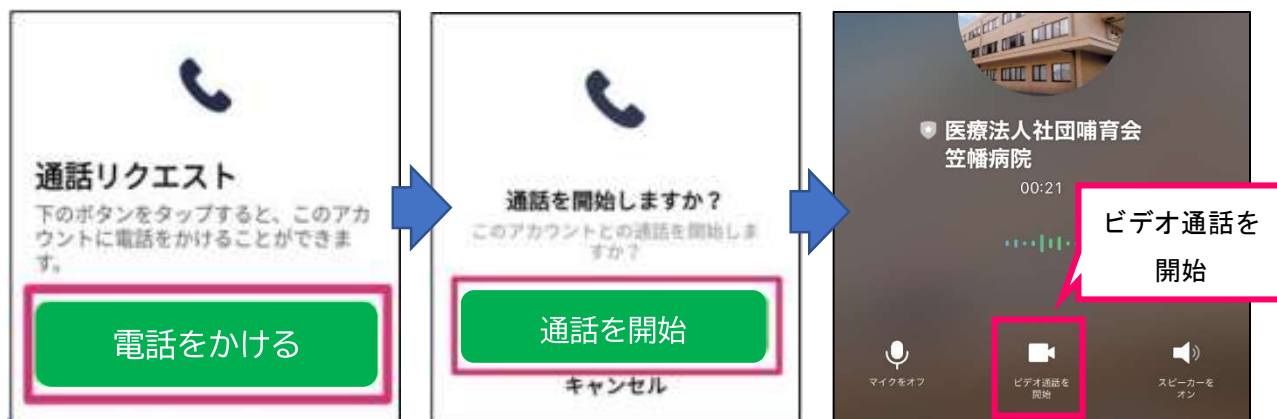 通話リクエスト
下のボタンをタップすると、このアカ
ウントに電話をかけることができま
す。
電話をかける
通話を開始しますか？
このアカウントとの通話を開始しま
すか？
通話を開始
キャンセル
医療法人社団哺育会
笠幡病院
00:21
ビデオ通話を
開始
マイクをオフ
ビデオ通話を
開始
スピーカーを
オン